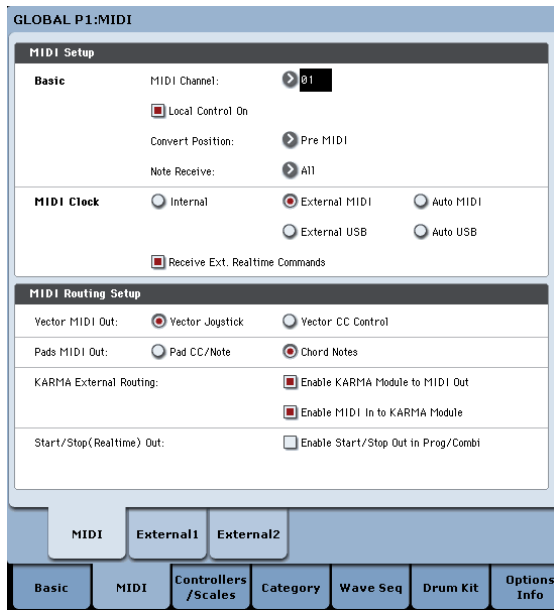 GLOBAL P1:MIDI
MIDI Setup
Basic MIDI Channel: 01
Local Control On
Convert Position: Pre MIDI
Note Receive: All
MIDI Clock Internal External MIDI Auto MIDI
External USB Auto USB
Receive Ext. Realtime Commands
MIDI Routing Setup
Vector MIDI Out: Vector Joystick Vector CC Control
Pads MIDI Out: Pad CC/Note Chord Notes
KARMA External Routing: Enable KARMA Module to MIDI Out
Enable MIDI In to KARMA Module
Start/Stop(Realtime) Out: Enable Start/Stop Out in Prog/Combi
MIDI External1 External2
Basic MIDI Controllers /Scales Category Wave Seq Drum Kit Options Info